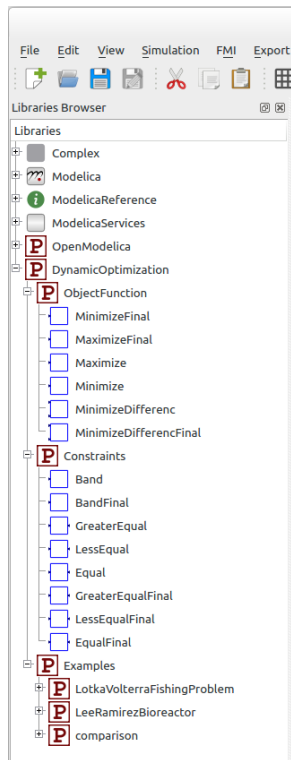 File Edit View Simulation FMI Export
Libraries Browser
Libraries
Complex
Modelica
i ModelicaReference
ModelicaServices
P OpenModelica
P DynamicOptimization
P ObjectFunction
MinimizeFinal
MaximizeFinal
Maximize
Minimize
MinimizeDifferenc
MinimizeDifferencFinal
P Constraints
Band
BandFinal
GreaterEqual
LessEqual
Equal
GreaterEqualFinal
LessEqualFinal
EqualFinal
P Examples
P LotkaVolterraFishingProblem
P LeeRamirezBioreactor
P comparison